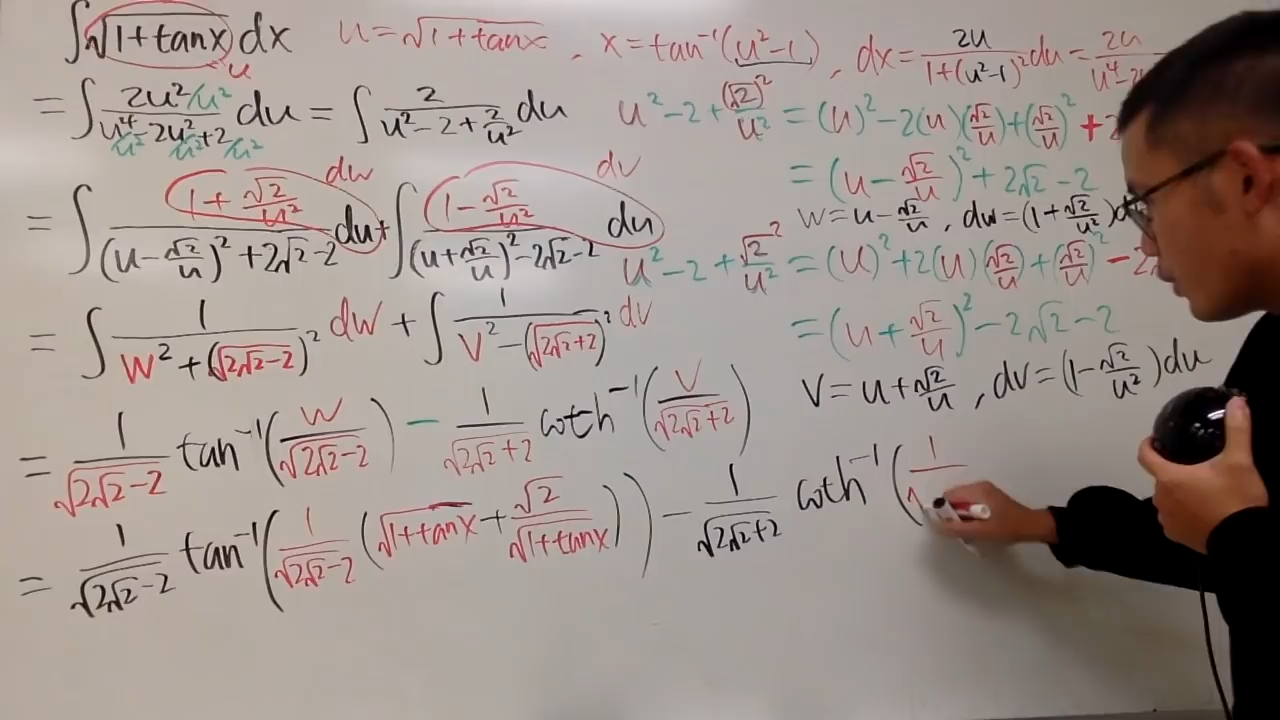 ∫√(1+tanx) dx   u = √(1+tanx) , x = tan⁻¹(u²-1) , dx = 2u/(1+(u²-1)²) du = 2u/(u⁴-2u
u
= ∫ (2u²/u²)/(u⁴/u² - 2u²/u² + 2/u²) du = ∫ 2/(u²-2+2/u²) du   u²-2+(√2)²/u² = (u)²-2(u)(√2/u)+(√2/u)²+2
= (u-√2/u)²+2√2-2
dw   dv
= ∫ (1+√2/u²)/((u-√2/u)²+2√2-2) du + ∫ (1-√2/u²)/((u+√2/u)²-2√2-2) du   w = u-√2/u , dw = (1+√2/u²)d
u²-2+√2²/u² = (u)²+2(u)(√2/u)+(√2/u)²-2
= ∫ 1/(w²+(√(2√2-2))²) dw + ∫ 1/(v²-(√(2√2+2))²) dv   = (u+√2/u)²-2√2-2
v = u+√2/u , dv = (1-√2/u²)du
= 1/√(2√2-2) tan⁻¹(w/√(2√2-2)) - 1/√(2√2+2) coth⁻¹(v/√(2√2+2))
= 1/√(2√2-2) tan⁻¹(1/√(2√2-2) (√(1+tanx)+√2/√(1+tanx))) - 1/√(2√2+2) coth⁻¹(1/√